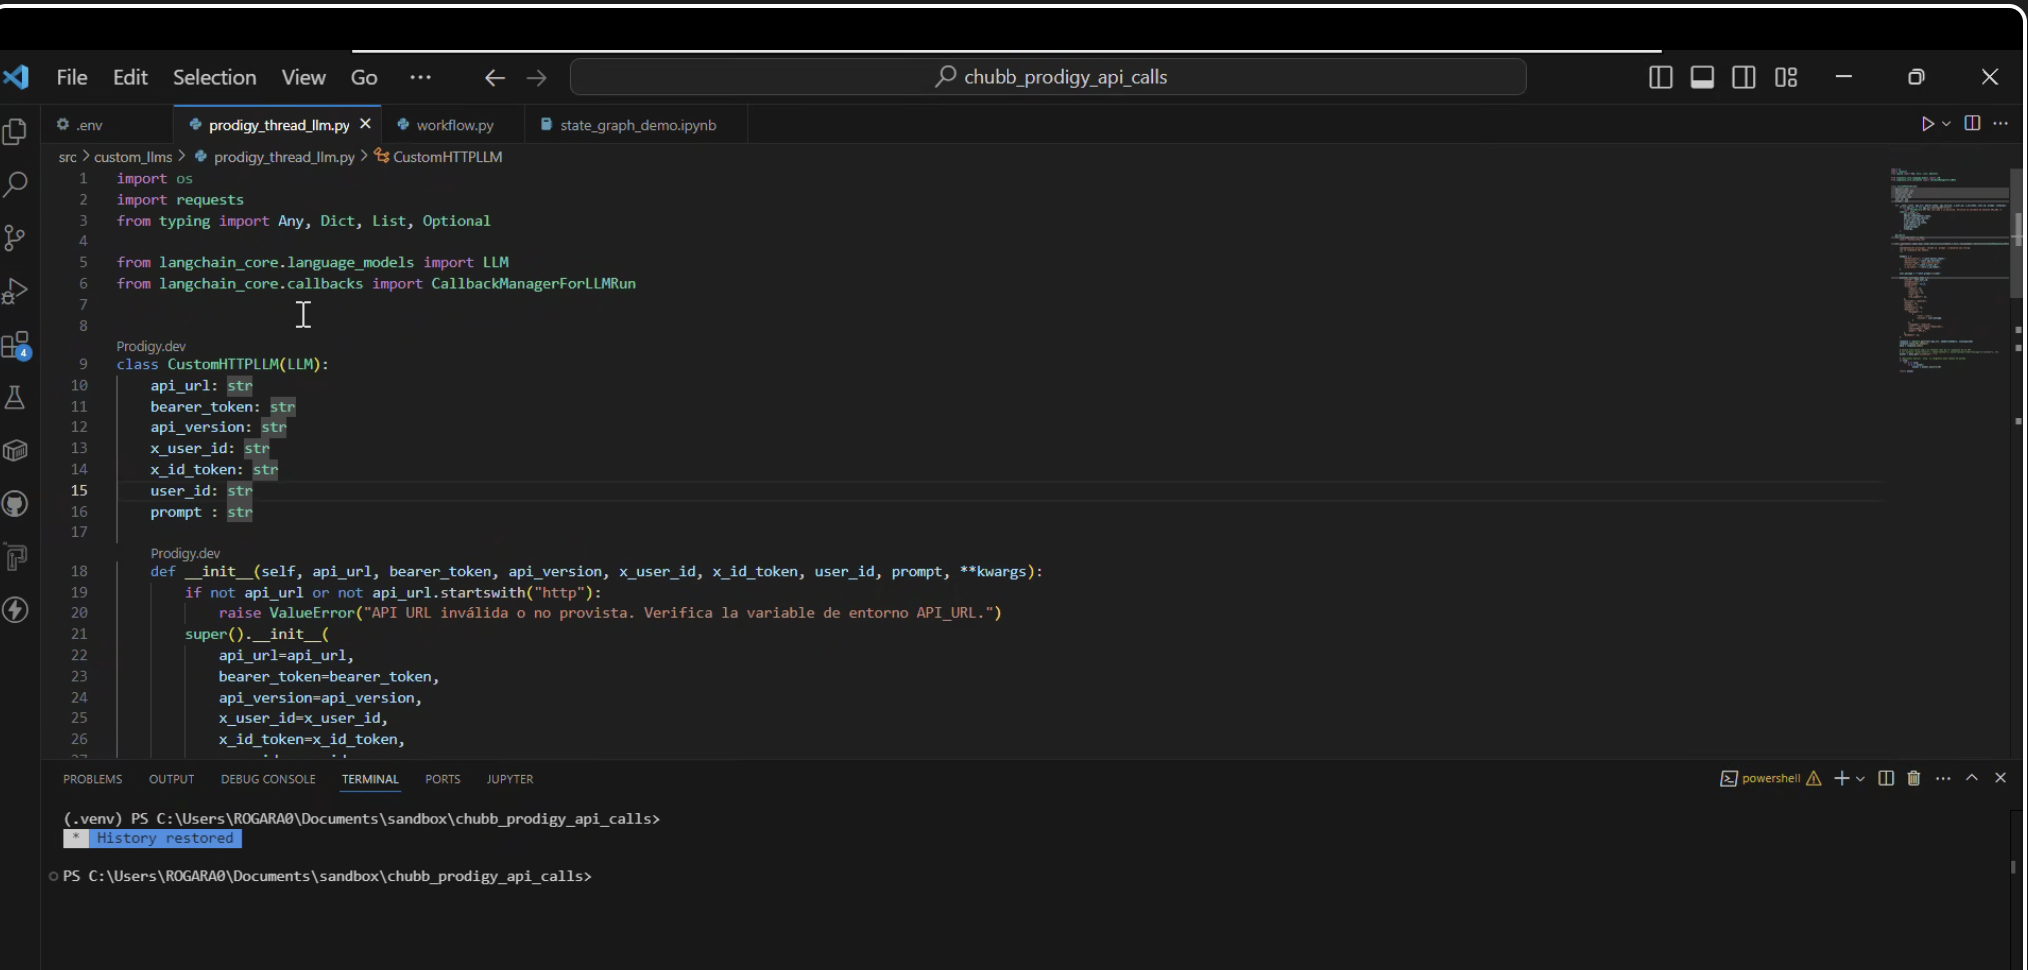 File Edit Selection View Go ··· chubb_prodigy_api_calls
.env prodigy_thread_llm.py workflow.py state_graph_demo.ipynb
src > custom_llms > prodigy_thread_llm.py > CustomHTTPLLM
1 import os
2 import requests
3 from typing import Any, Dict, List, Optional
4
5 from langchain_core.language_models import LLM
6 from langchain_core.callbacks import CallbackManagerForLLMRun
7
8
Prodigy.dev
9 class CustomHTTPLLM(LLM):
10 api_url: str
11 bearer_token: str
12 api_version: str
13 x_user_id: str
14 x_id_token: str
15 user_id: str
16 prompt : str
17
Prodigy.dev
18 def __init__(self, api_url, bearer_token, api_version, x_user_id, x_id_token, user_id, prompt, **kwargs):
19 if not api_url or not api_url.startswith("http"):
20 raise ValueError("API URL inválida o no provista. Verifica la variable de entorno API_URL.")
21 super().__init__(
22 api_url=api_url,
23 bearer_token=bearer_token,
24 api_version=api_version,
25 x_user_id=x_user_id,
26 x_id_token=x_id_token,
4
PROBLEMS OUTPUT DEBUG CONSOLE TERMINAL PORTS JUPYTER powershell
(.venv) PS C:\Users\ROGARA0\Documents\sandbox\chubb_prodigy_api_calls>
* History restored
PS C:\Users\ROGARA0\Documents\sandbox\chubb_prodigy_api_calls>